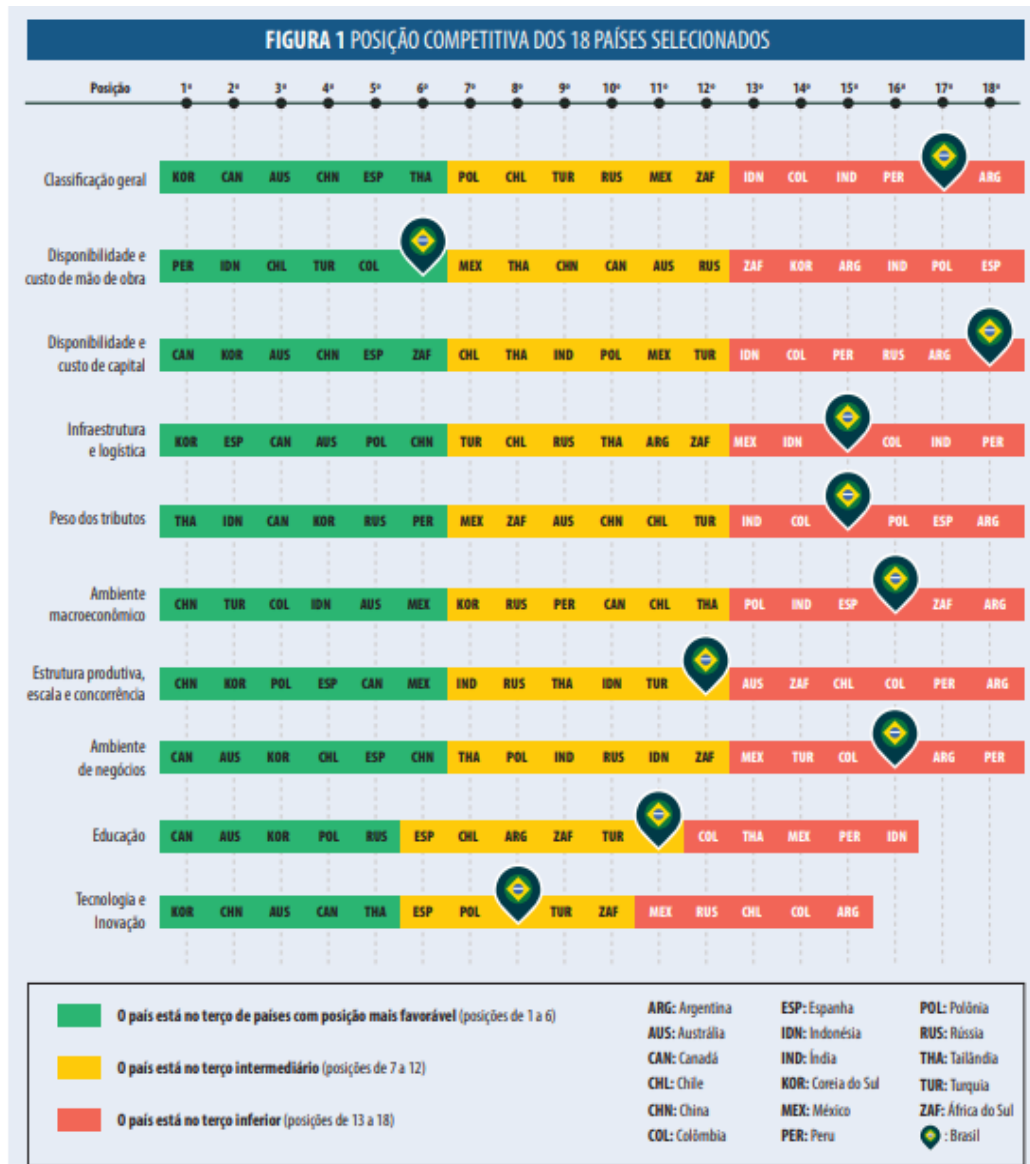 FIGURA 1 POSIÇÃO COMPETITIVA DOS 18 PAÍSES SELECIONADOS
Posição 1º 2º 3º 4º 5º 6º 7º 8º 9º 10º 11º 12º 13º 14º 15º 16º 17º 18º
Classificação geral KOR CAN AUS CHN ESP THA POL CHL TUR RUS MEX ZAF IDN COL IND PER ARG
Disponibilidade e
custo de mão de obra PER IDN CHL TUR COL MEX THA CHN CAN AUS RUS ZAF KOR ARG IND POL ESP
Disponibilidade e
custo de capital CAN KOR AUS CHN ESP ZAF CHL THA IND POL MEX TUR IDN COL PER RUS ARG
Infraestrutura
e logística KOR ESP CAN AUS POL CHN TUR CHL RUS THA ARG ZAF MEX IDN COL IND PER
Peso dos tributos THA IDN CAN KOR RUS PER MEX ZAF AUS CHN CHL TUR IND COL POL ESP ARG
Ambiente
macroeconômico CHN TUR COL IDN AUS MEX KOR RUS PER CAN CHL THA POL IND ESP ZAF ARG
Estrutura produtiva,
escala e concorrência CHN KOR POL ESP CAN MEX IND RUS THA IDN TUR AUS ZAF CHL COL PER ARG
Ambiente
de negócios CAN AUS KOR CHL ESP CHN THA POL IND RUS IDN ZAF MEX TUR COL ARG PER
Educação CAN AUS KOR POL RUS ESP CHL ARG ZAF TUR COL THA MEX PER IDN
Tecnologia e
Inovação KOR CHN AUS CAN THA ESP POL TUR ZAF MEX RUS CHL COL ARG
O país está no terço de países com posição mais favorável (posições de 1 a 6)
O país está no terço intermediário (posições de 7 a 12)
O país está no terço inferior (posições de 13 a 18)
ARG: Argentina
AUS: Austrália
CAN: Canadá
CHL: Chile
CHN: China
COL: Colômbia
ESP: Espanha
IDN: Indonésia
IND: Índia
KOR: Coreia do Sul
MEX: México
PER: Peru
POL: Polônia
RUS: Rússia
THA: Tailândia
TUR: Turquia
ZAF: África do Sul
: Brasil